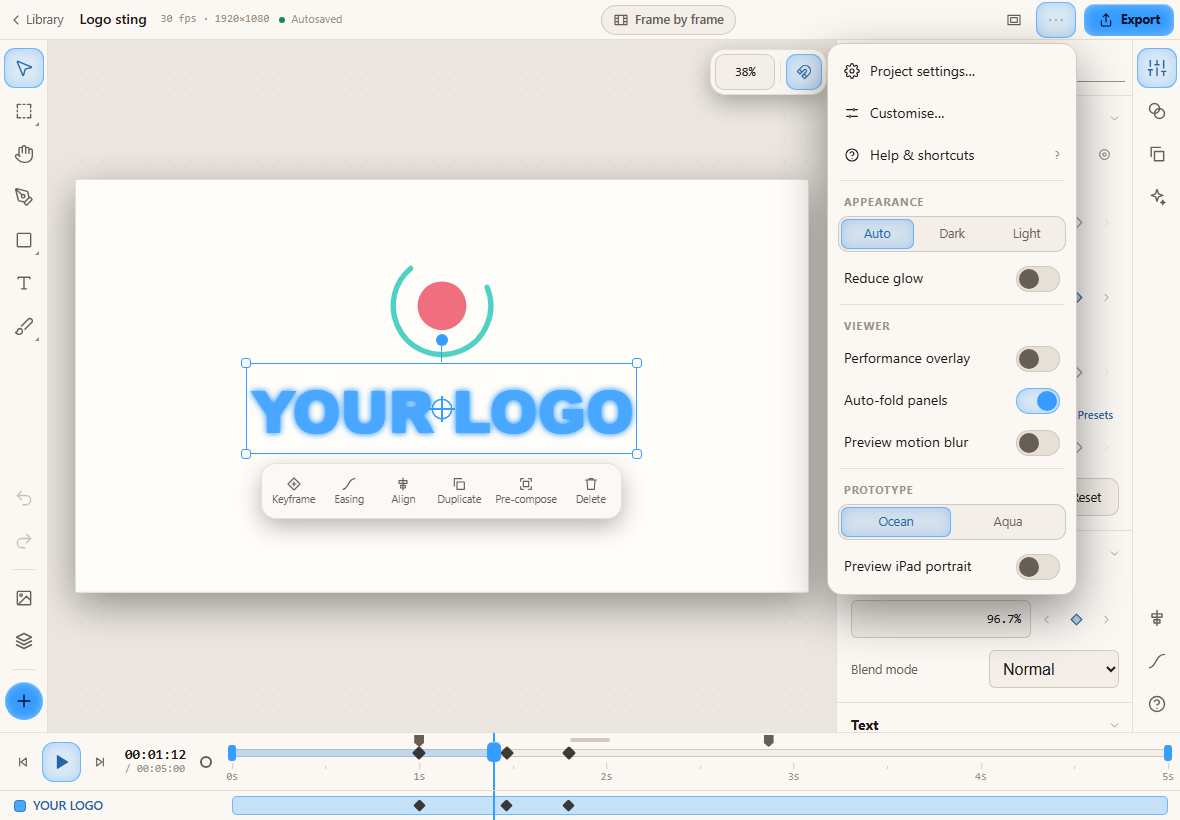 Library
Logo sting
30 fps · 1920×1080
Autosaved
Frame by frame
···
Export
38%
Project settings...
Customise...
Help & shortcuts ?
APPEARANCE
Auto Dark Light
Reduce glow
VIEWER
Performance overlay
Auto-fold panels
Preview motion blur
PROTOTYPE
Ocean Aqua
Preview iPad portrait
Presets
YOUR LOGO
Keyframe Easing Align Duplicate Pre-compose Delete
96.7%
Blend mode Normal
Text
00:01:12
/ 00:05:00
0s 1s 2s 3s 4s 5s
YOUR LOGO